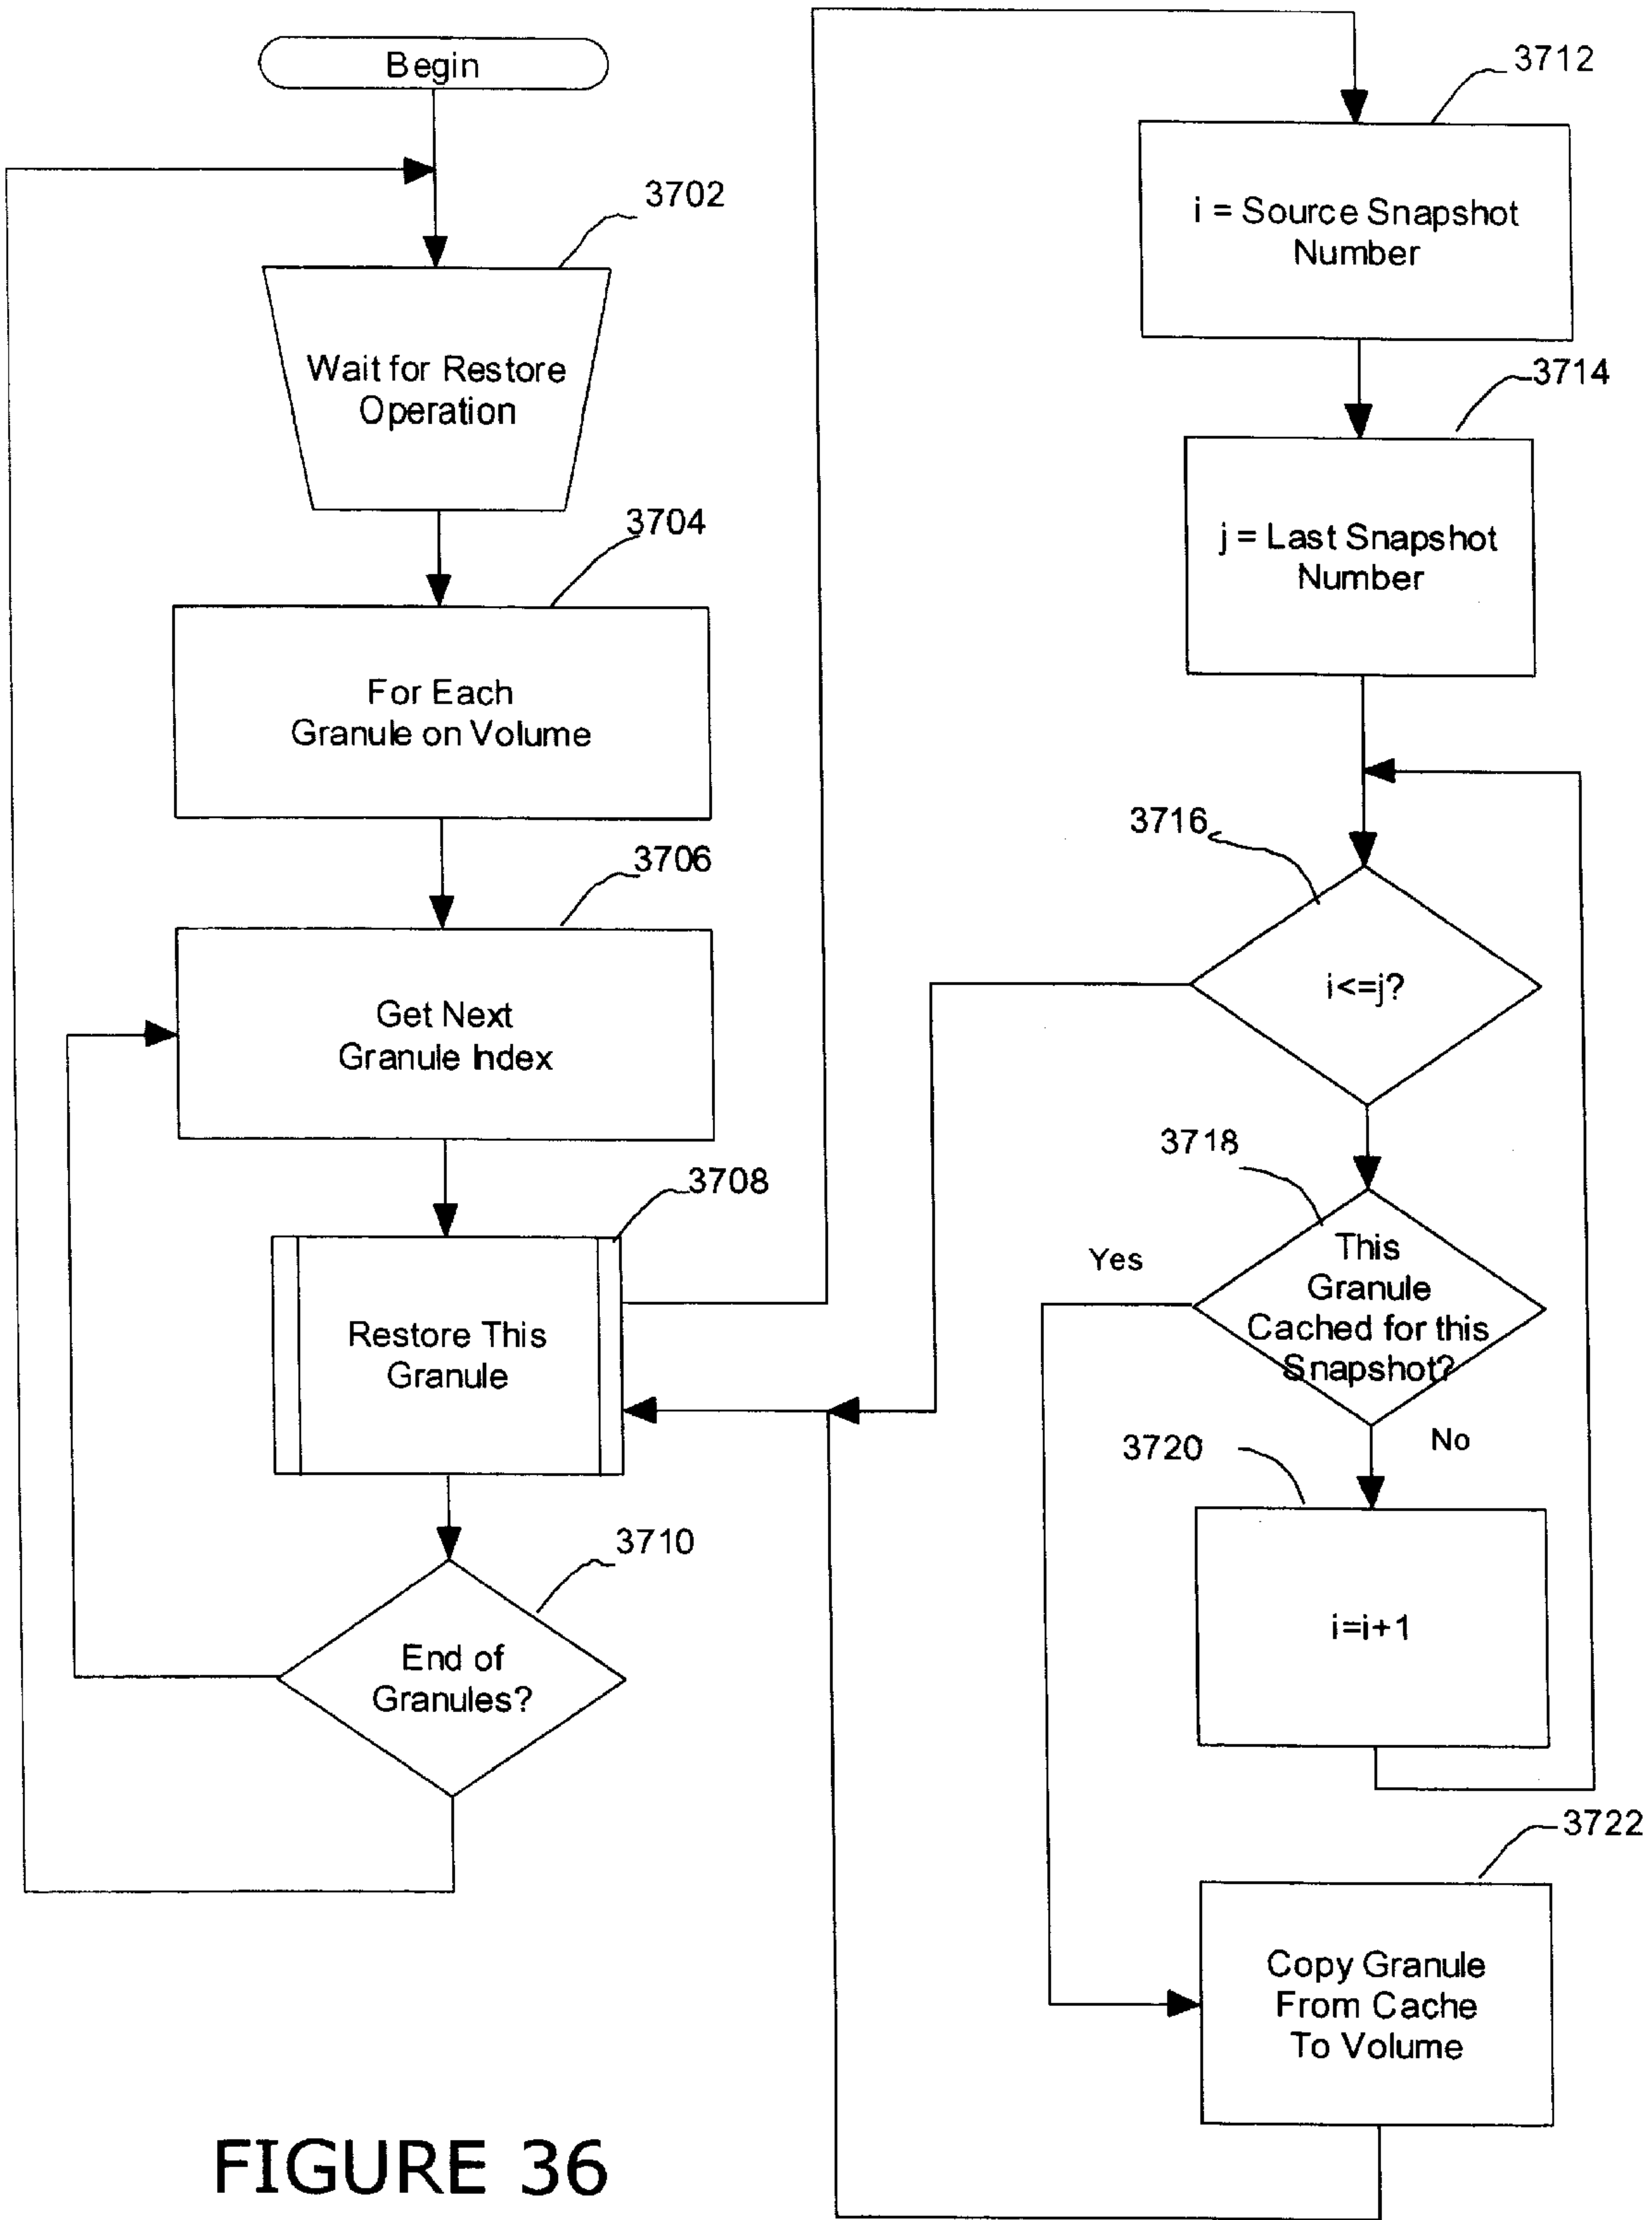 Begin
3702
Wait for Restore
Operation
3704
For Each
Granule on Volume
3706
Get Next
Granule Index
3708
Restore This
Granule
3710
End of
Granules?
3712
i = Source Snapshot
Number
3714
j = Last Snapshot
Number
3716
i<=j?
3718
This
Granule
Cached for this
Snapshot?
Yes
No
3720
i=i+1
3722
Copy Granule
From Cache
To Volume
FIGURE 36